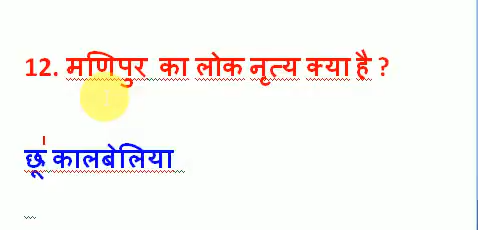 12. मणिपुर का लोक नृत्य क्या है ?
छू कालबेलिया